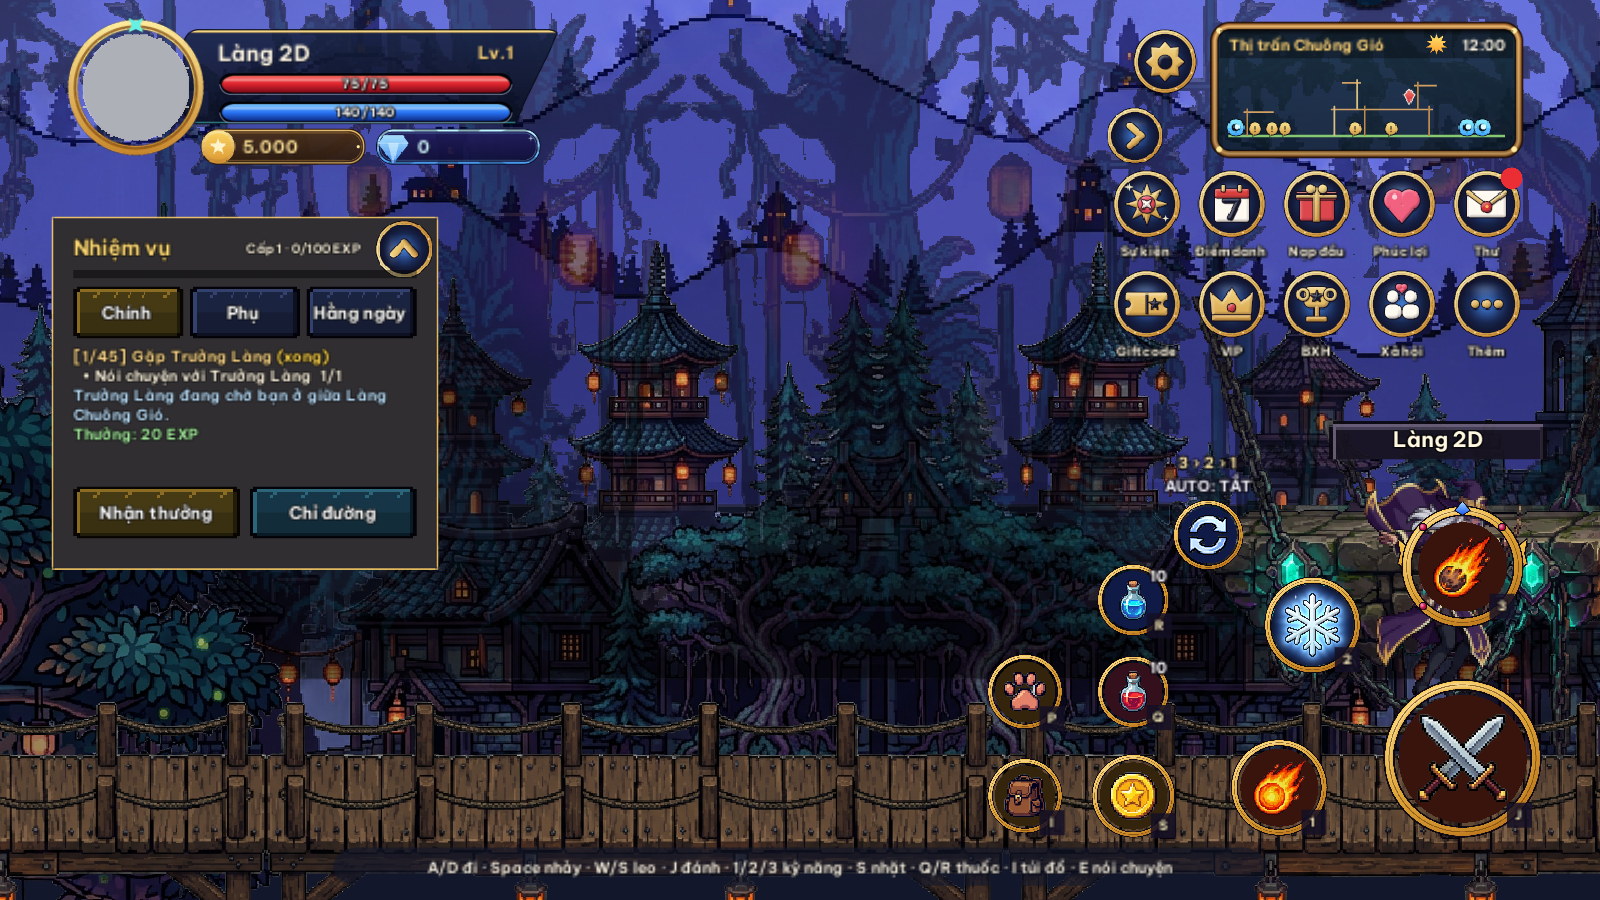 Làng 2D
Lv.1
75/75
140/140
5.000
0
Thị trấn Chuông Gió
12:00
Nhiệm vụ
Cấp 1 - 0/100 EXP
Chính
Phụ
Hằng ngày
[1/45] Gặp Trưởng Làng (xong)
• Nói chuyện với Trưởng Làng 1/1
Trưởng Làng đang chờ bạn ở giữa Làng
Chuông Gió.
Thưởng: 20 EXP
Nhận thưởng
Chỉ đường
7
Sự kiện
Điểm danh
Nạp đầu
Phúc lợi
Thư
Giftcode
VIP
BXH
Xã hội
Thêm
Làng 2D
3 › 2 › 1
AUTO: TẮT
10
R
3
2
10
P
Q
I
S
1
J
A/D đi - Space nhảy - W/S leo - J đánh - 1/2/3 kỹ năng - S nhặt - Q/R thuốc - I túi đồ - E nói chuyện